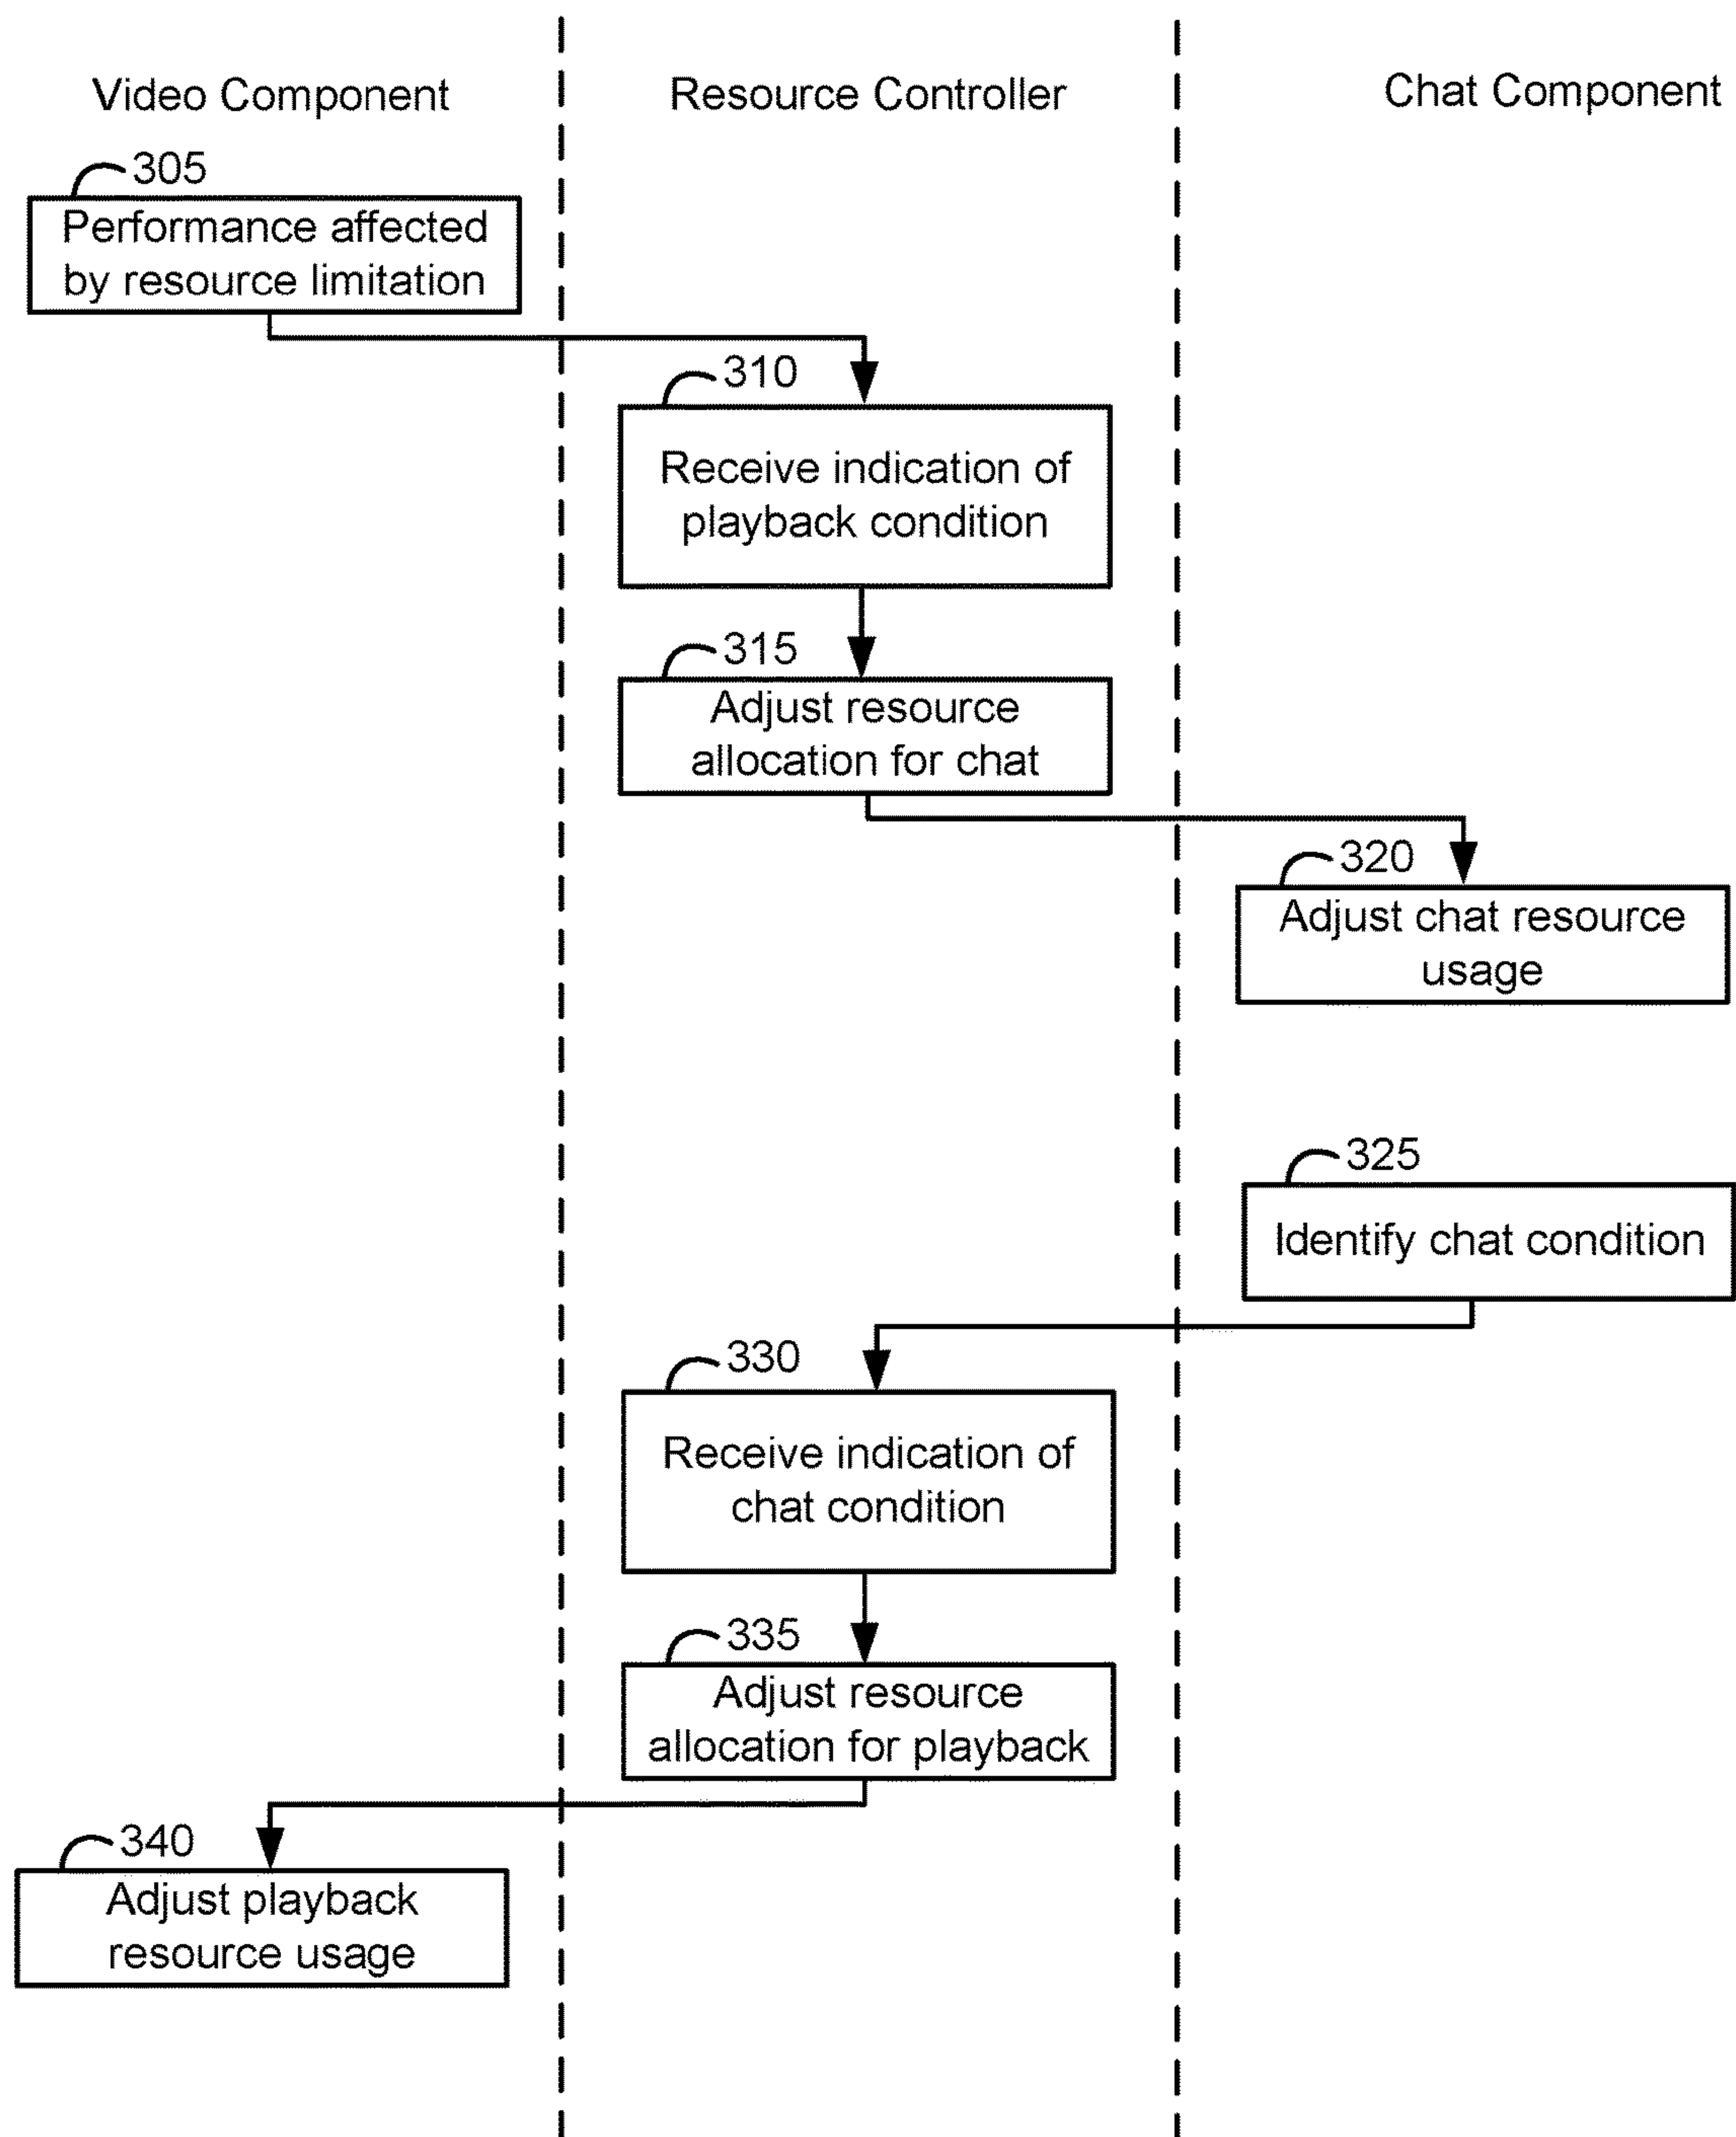 Video Component
Resource Controller
Chat Component
305
Performance affected
by resource limitation
310
Receive indication of
playback condition
315
Adjust resource
allocation for chat
320
Adjust chat resource
usage
325
Identify chat condition
330
Receive indication of
chat condition
335
Adjust resource
allocation for playback
340
Adjust playback
resource usage